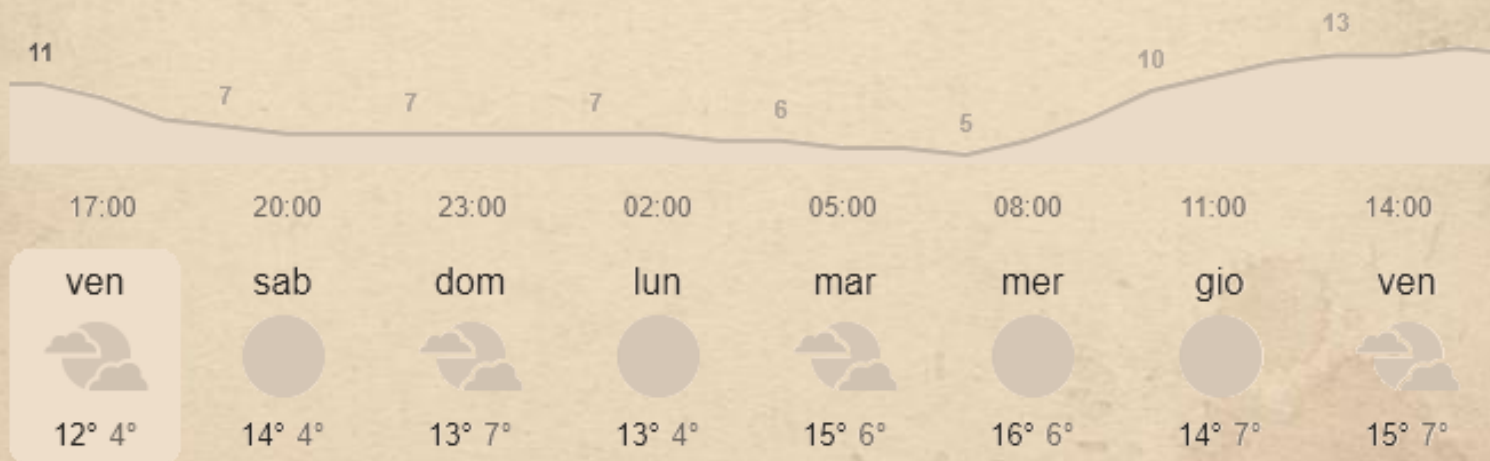 11 7 7 7 6 5 10 13
17:00 20:00 23:00 02:00 05:00 08:00 11:00 14:00
ven sab dom lun mar mer gio ven
12° 4° 14° 4° 13° 7° 13° 4° 15° 6° 16° 6° 14° 7° 15° 7°